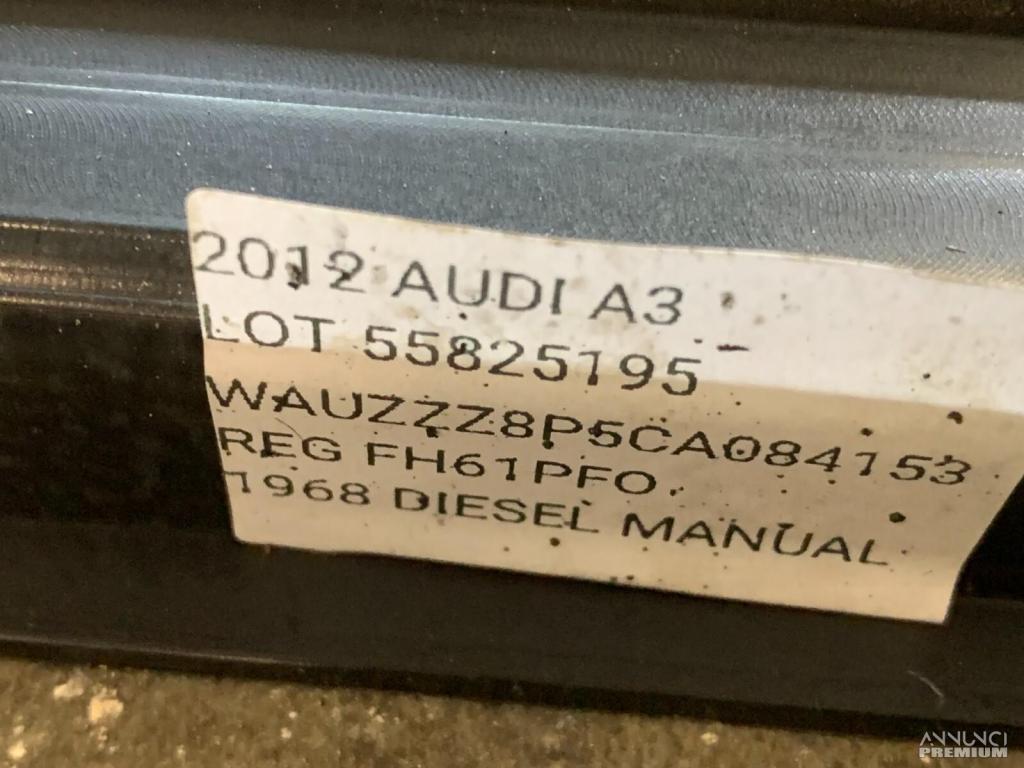 2012 AUDI A3
LOT 55825195
WAUZZZ8P5CA084153
REG FH61PFO
1968 DIESEL MANUAL
ANNUNCI
PREMIUM